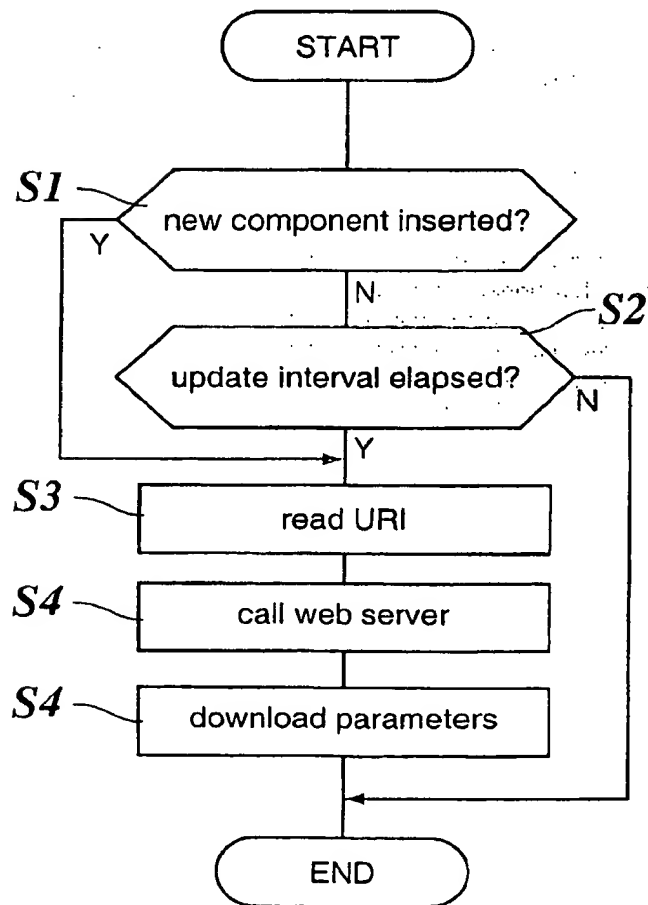 START
S1
new component inserted?
Y
N
S2
update interval elapsed?
N
Y
S3
read URI
S4
call web server
S4
download parameters
END